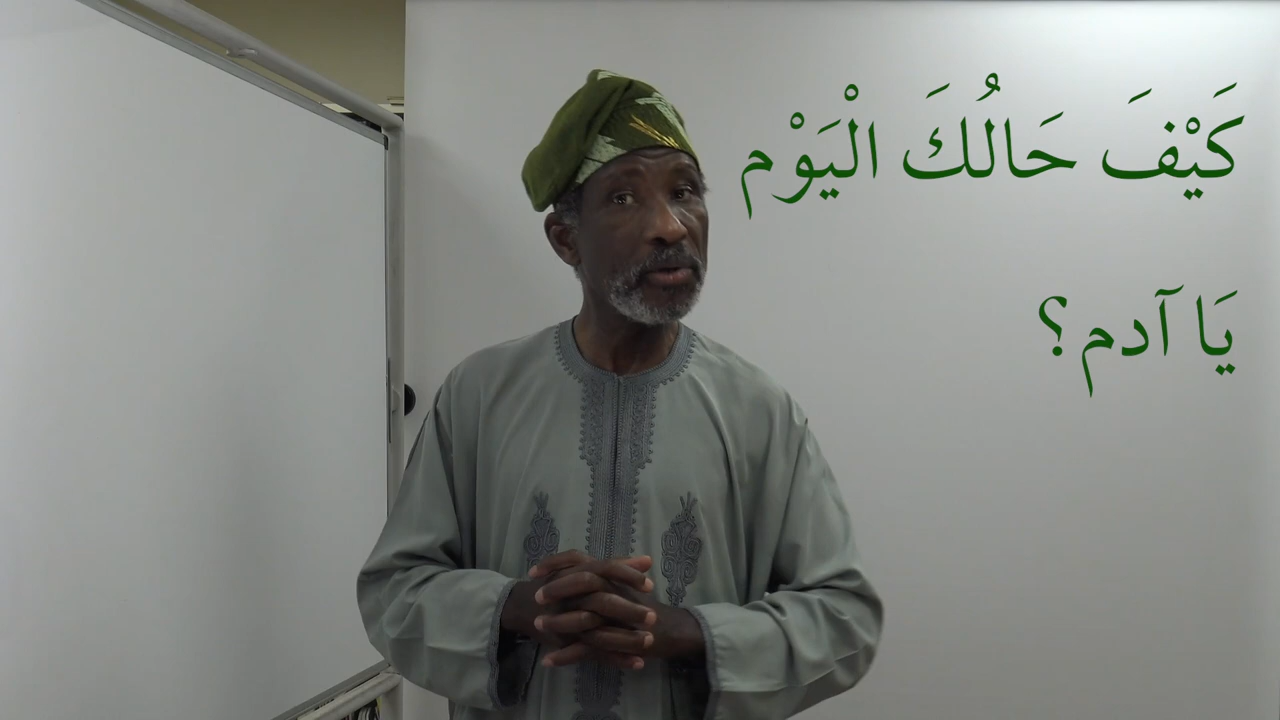 كَيْفَ حَالُكَ الْيَوْم
يَا آدم؟